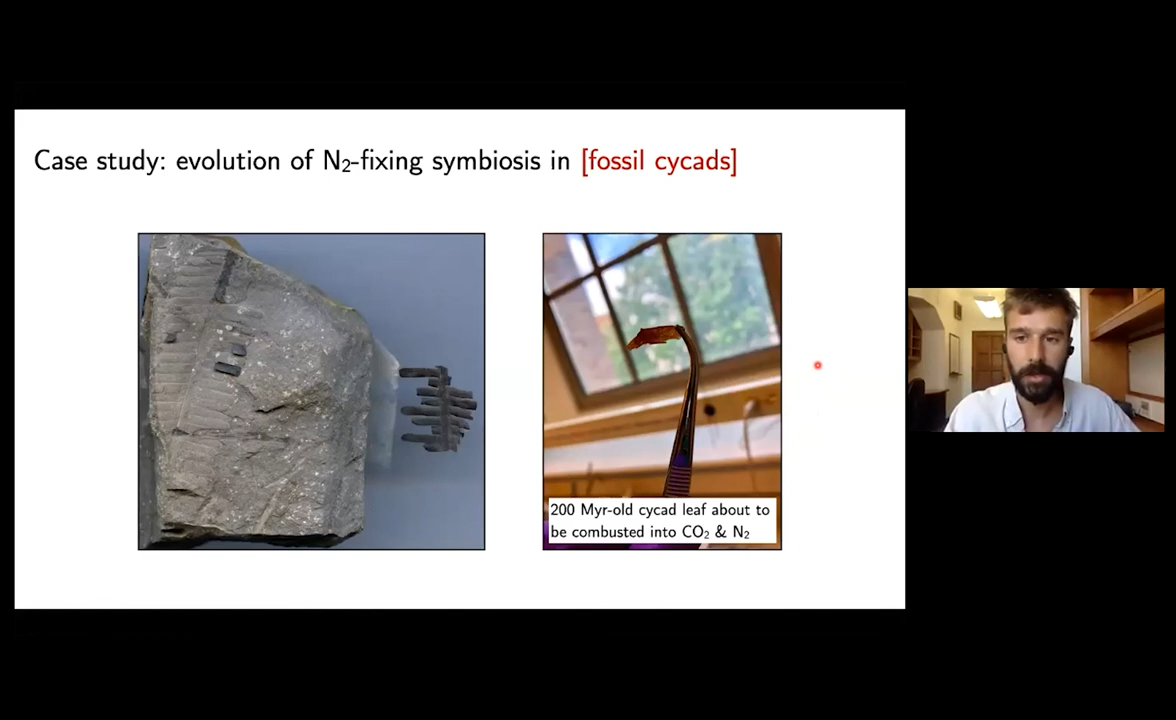 Case study: evolution of N₂-fixing symbiosis in [fossil cycads]
200 Myr-old cycad leaf about to
be combusted into CO₂ & N₂